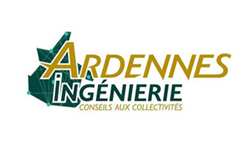 ARDENNES
INGÉNIERIE
CONSEILS AUX COLLECTIVITÉS